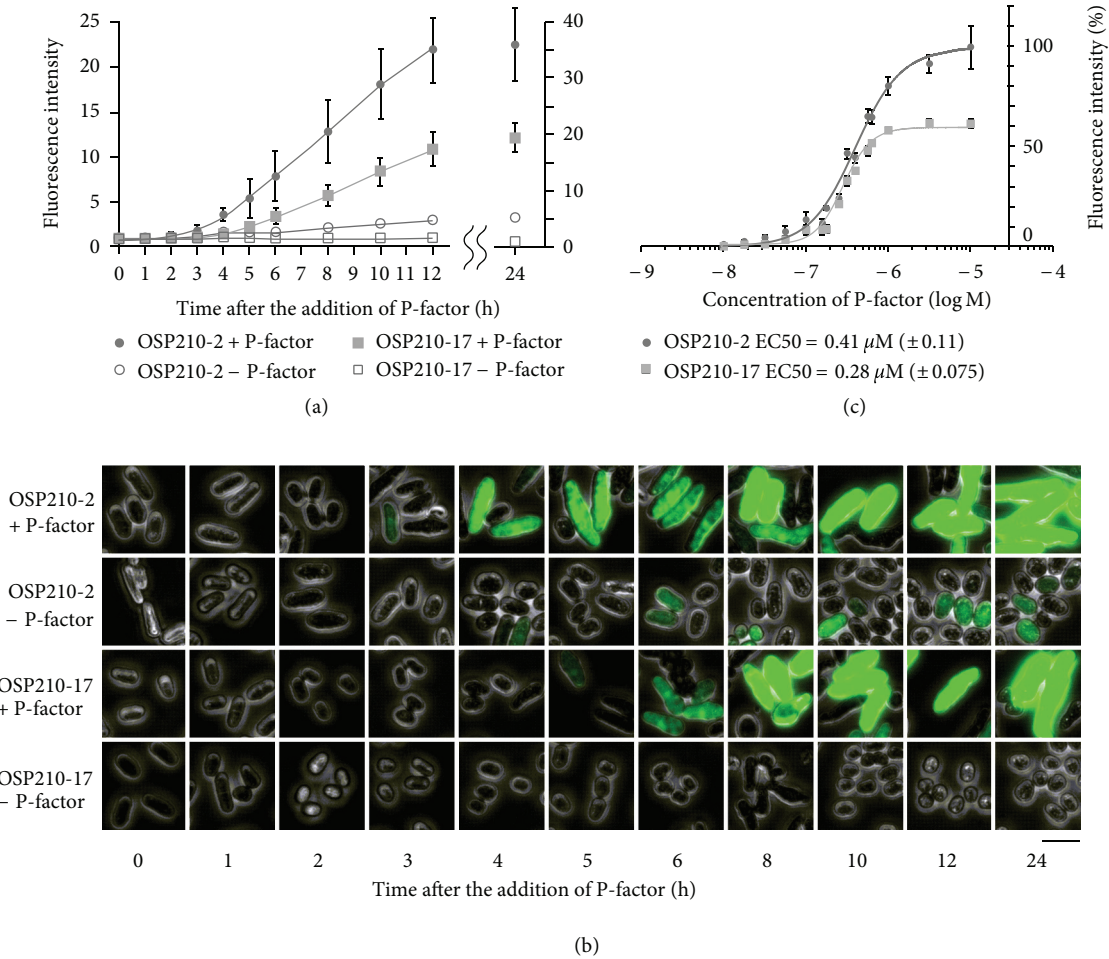 25
20
15
10
5
0
Fluorescence intensity
40
30
20
10
0
0 1 2 3 4 5 6 7 8 9 10 11 12 24
Time after the addition of P-factor (h)
OSP210-2 + P-factor
OSP210-17 + P-factor
OSP210-2 − P-factor
OSP210-17 − P-factor
(a)
100
50
0
Fluorescence intensity (%)
−9 −8 −7 −6 −5 −4
Concentration of P-factor (log M)
OSP210-2 EC50 = 0.41 μM (±0.11)
OSP210-17 EC50 = 0.28 μM (±0.075)
(c)
OSP210-2
+ P-factor
OSP210-2
− P-factor
OSP210-17
+ P-factor
OSP210-17
− P-factor
0 1 2 3 4 5 6 8 10 12 24
Time after the addition of P-factor (h)
(b)